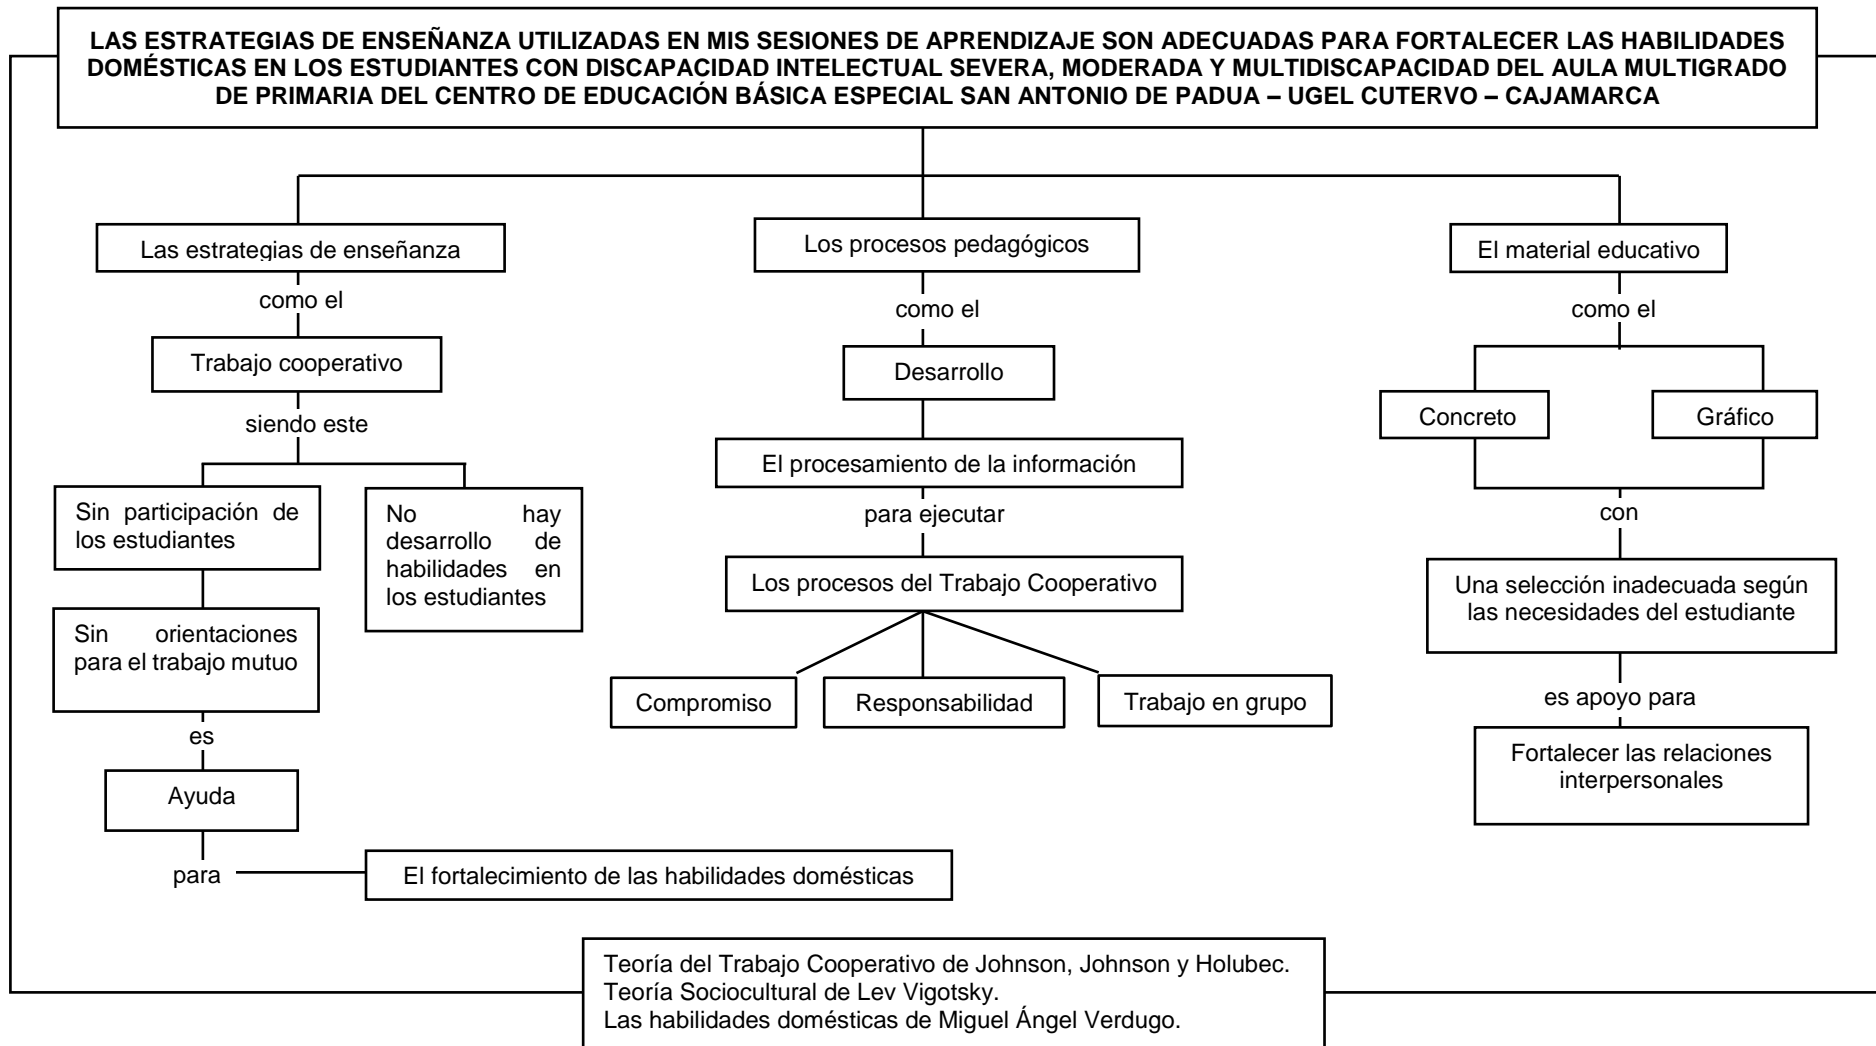 LAS ESTRATEGIAS DE ENSEÑANZA UTILIZADAS EN MIS SESIONES DE APRENDIZAJE SON ADECUADAS PARA FORTALECER LAS HABILIDADES
DOMÉSTICAS EN LOS ESTUDIANTES CON DISCAPACIDAD INTELECTUAL SEVERA, MODERADA Y MULTIDISCAPACIDAD DEL AULA MULTIGRADO
DE PRIMARIA DEL CENTRO DE EDUCACIÓN BÁSICA ESPECIAL SAN ANTONIO DE PADUA – UGEL CUTERVO – CAJAMARCA
Las estrategias de enseñanza
como el
Trabajo cooperativo
siendo este
Sin participación de
los estudiantes
No hay
desarrollo de
habilidades en
los estudiantes
Sin orientaciones
para el trabajo mutuo
es
Ayuda
para
El fortalecimiento de las habilidades domésticas
Los procesos pedagógicos
como el
Desarrollo
El procesamiento de la información
para ejecutar
Los procesos del Trabajo Cooperativo
Compromiso
Responsabilidad
Trabajo en grupo
El material educativo
como el
Concreto
Gráfico
con
Una selección inadecuada según
las necesidades del estudiante
es apoyo para
Fortalecer las relaciones
interpersonales
Teoría del Trabajo Cooperativo de Johnson, Johnson y Holubec.
Teoría Sociocultural de Lev Vigotsky.
Las habilidades domésticas de Miguel Ángel Verdugo.